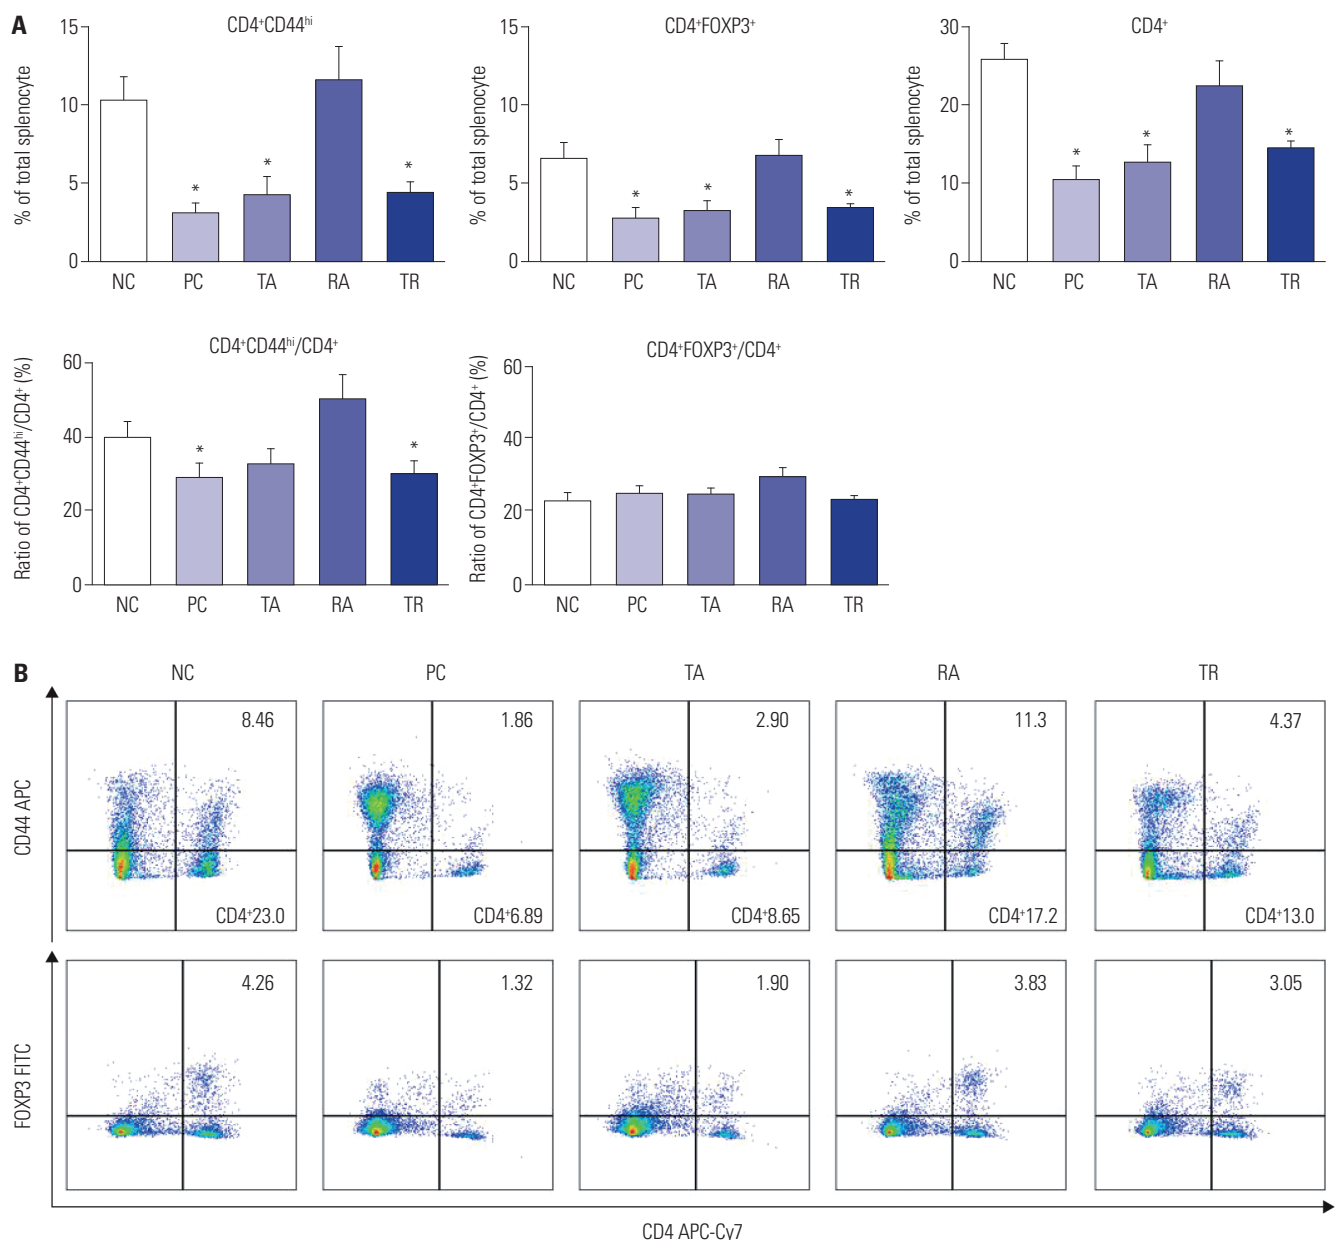 A
CD4+CD44hi
CD4+FOXP3+
CD4+
% of total splenocyte
15
10
5
0
* * *
NC PC TA RA TR
% of total splenocyte
15
10
5
0
* * *
NC PC TA RA TR
% of total splenocyte
30
20
10
0
* * *
NC PC TA RA TR
CD4+CD44hi/CD4+
Ratio of CD4+CD44hi/CD4+ (%)
60
40
20
0
* *
NC PC TA RA TR
CD4+FOXP3+/CD4+
Ratio of CD4+FOXP3+/CD4+ (%)
60
40
20
0
NC PC TA RA TR
B
NC PC TA RA TR
CD44 APC
8.46 1.86 2.90 11.3 4.37
CD4+23.0 CD4+6.89 CD4+8.65 CD4+17.2 CD4+13.0
FOXP3 FITC
4.26 1.32 1.90 3.83 3.05
CD4 APC-Cy7